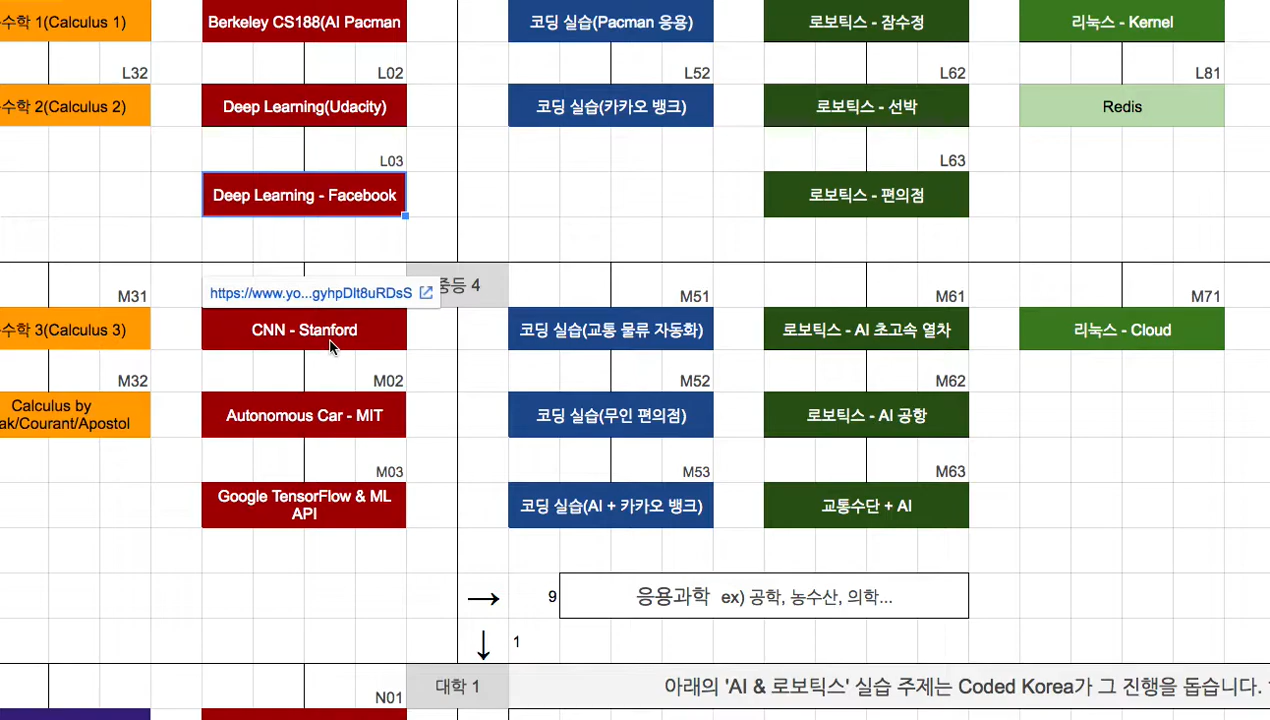 수학 1(Calculus 1)
Berkeley CS188(AI Pacman
코딩 실습(Pacman 응용)
로보틱스 - 잠수정
리눅스 - Kernel
L32
L02
L52
L62
L81
수학 2(Calculus 2)
Deep Learning(Udacity)
코딩 실습(카카오 뱅크)
로보틱스 - 선박
Redis
L03
L63
Deep Learning - Facebook
로보틱스 - 편의점
중등 4
https://www.yo...gyhpDlt8uRDsS
M31
M51
M61
M71
수학 3(Calculus 3)
CNN - Stanford
코딩 실습(교통 물류 자동화)
로보틱스 - AI 초고속 열차
리눅스 - Cloud
M32
M02
M52
M62
Calculus by
ak/Courant/Apostol
Autonomous Car - MIT
코딩 실습(무인 편의점)
로보틱스 - AI 공항
M03
M53
M63
Google TensorFlow & ML
API
코딩 실습(AI + 카카오 뱅크)
교통수단 + AI
→ 9 응용과학 ex) 공학, 농수산, 의학...
↓ 1
대학 1
아래의 'AI & 로보틱스' 실습 주제는 Coded Korea가 그 진행을 돕습니다.
N01